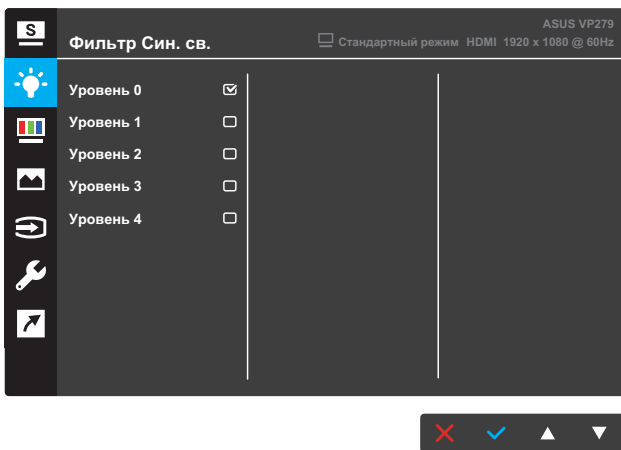 S
ASUS VP279
Фильтр Син. св.
Стандартный режим HDMI 1920 x 1080 @ 60Hz
Уровень 0
Уровень 1
Уровень 2
Уровень 3
Уровень 4